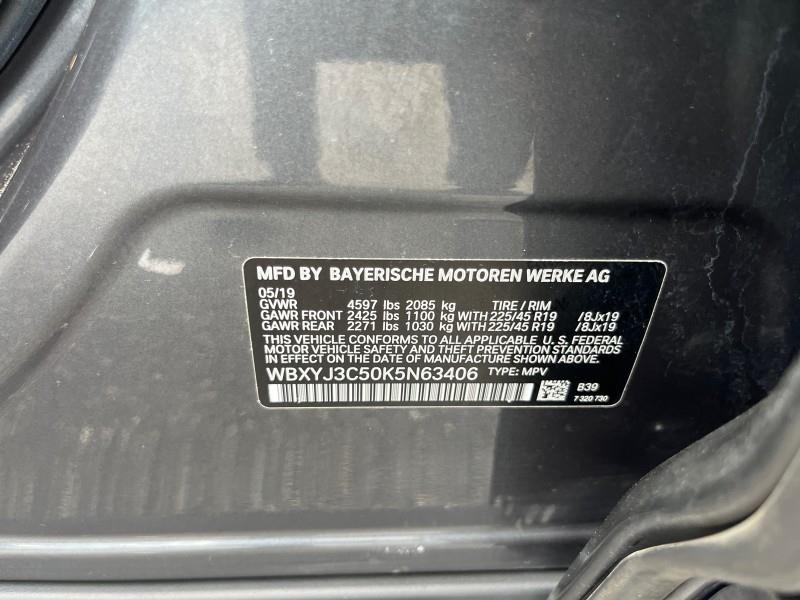 MFD BY BAYERISCHE MOTOREN WERKE AG
05/19
GVWR 4597 lbs 2085 kg TIRE / RIM
GAWR FRONT 2425 lbs 1100 kg WITH 225/45 R19 /8Jx19
GAWR REAR 2271 lbs 1030 kg WITH 225/45 R19 /8Jx19
THIS VEHICLE CONFORMS TO ALL APPLICABLE U. S. FEDERAL
MOTOR VEHICLE SAFETY AND THEFT PREVENTION STANDARDS
IN EFFECT ON THE DATE OF MANUFACTURE SHOWN ABOVE.
WBXYJ3C50K5N63406 TYPE: MPV
B39
7 320 730